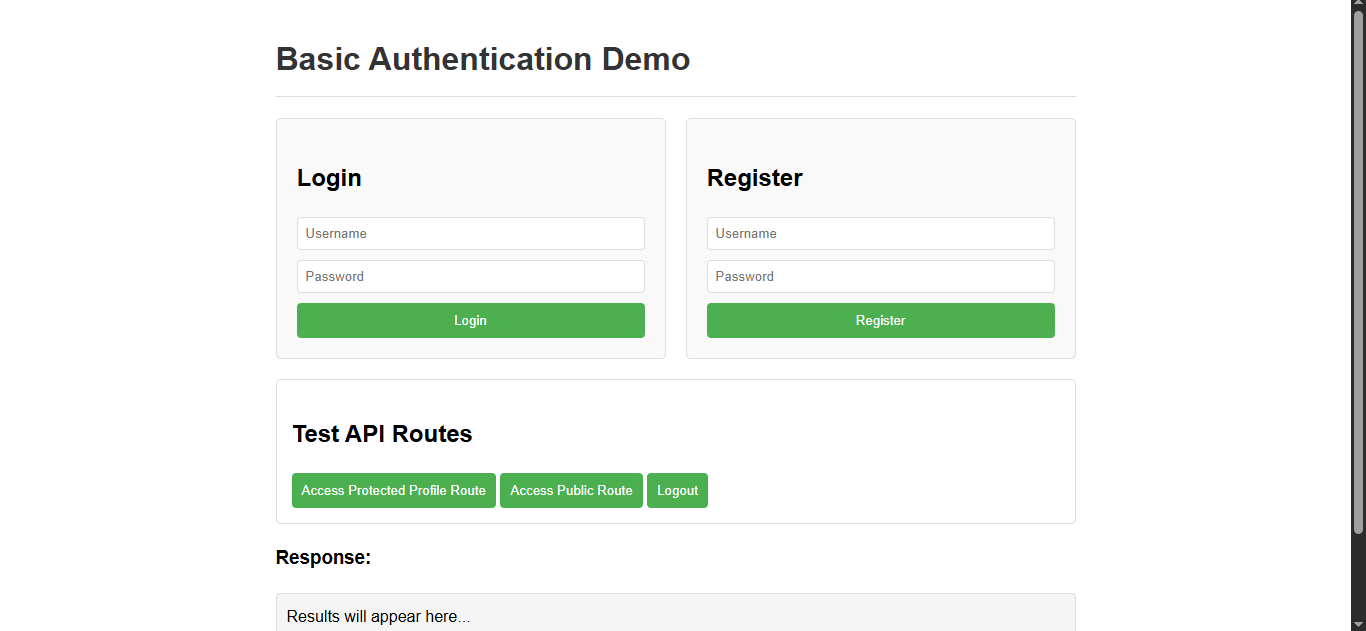 Basic Authentication Demo
Login
Username
Password
Login
Register
Username
Password
Register
Test API Routes
Access Protected Profile Route
Access Public Route
Logout
Response:
Results will appear here...